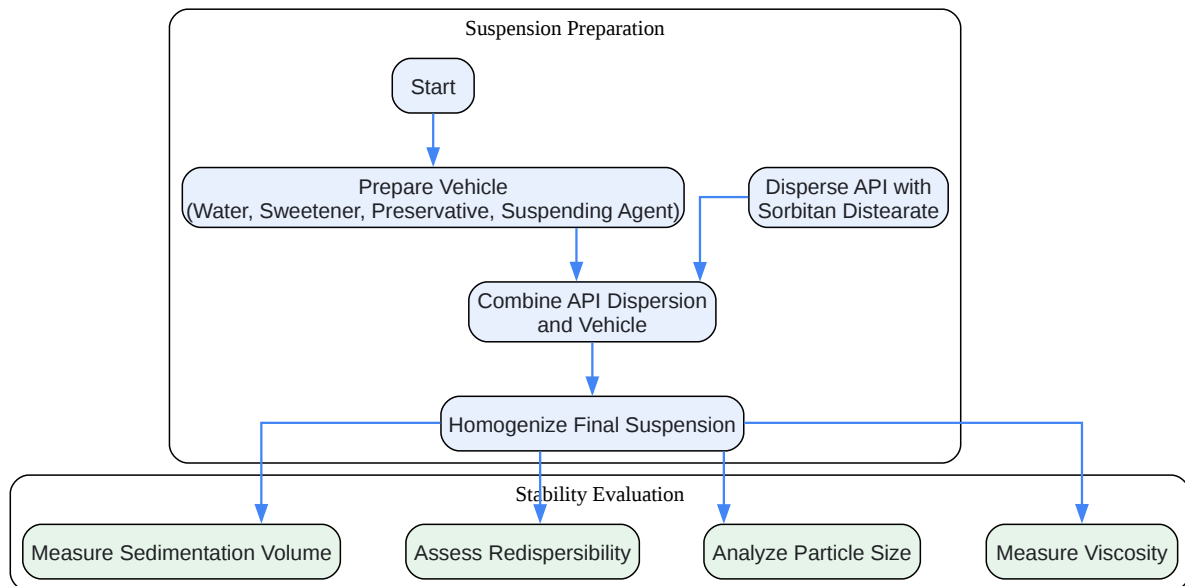 Suspension Preparation
Start
Prepare Vehicle
(Water, Sweetener, Preservative, Suspending Agent)
Disperse API with
Sorbitan Distearate
Combine API Dispersion
and Vehicle
Homogenize Final Suspension
Stability Evaluation
Measure Sedimentation Volume
Assess Redispersibility
Analyze Particle Size
Measure Viscosity